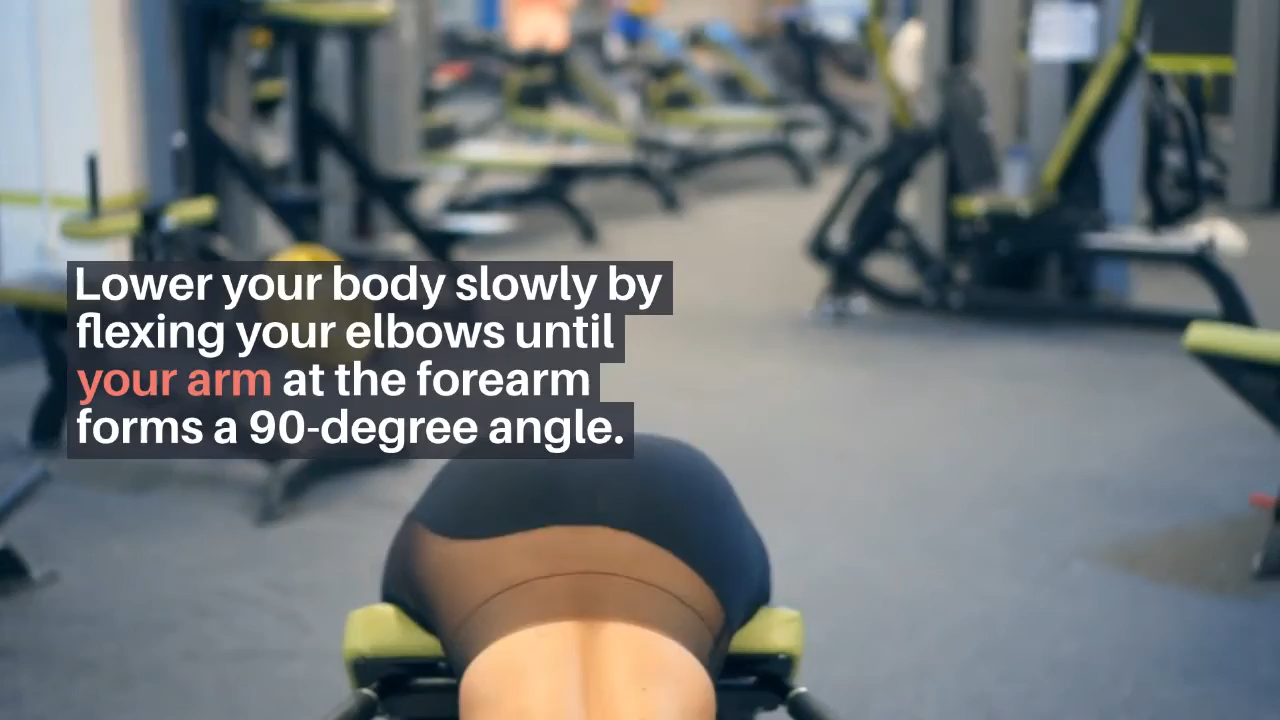 Lower your body slowly by
flexing your elbows until
your arm at the forearm
forms a 90-degree angle.